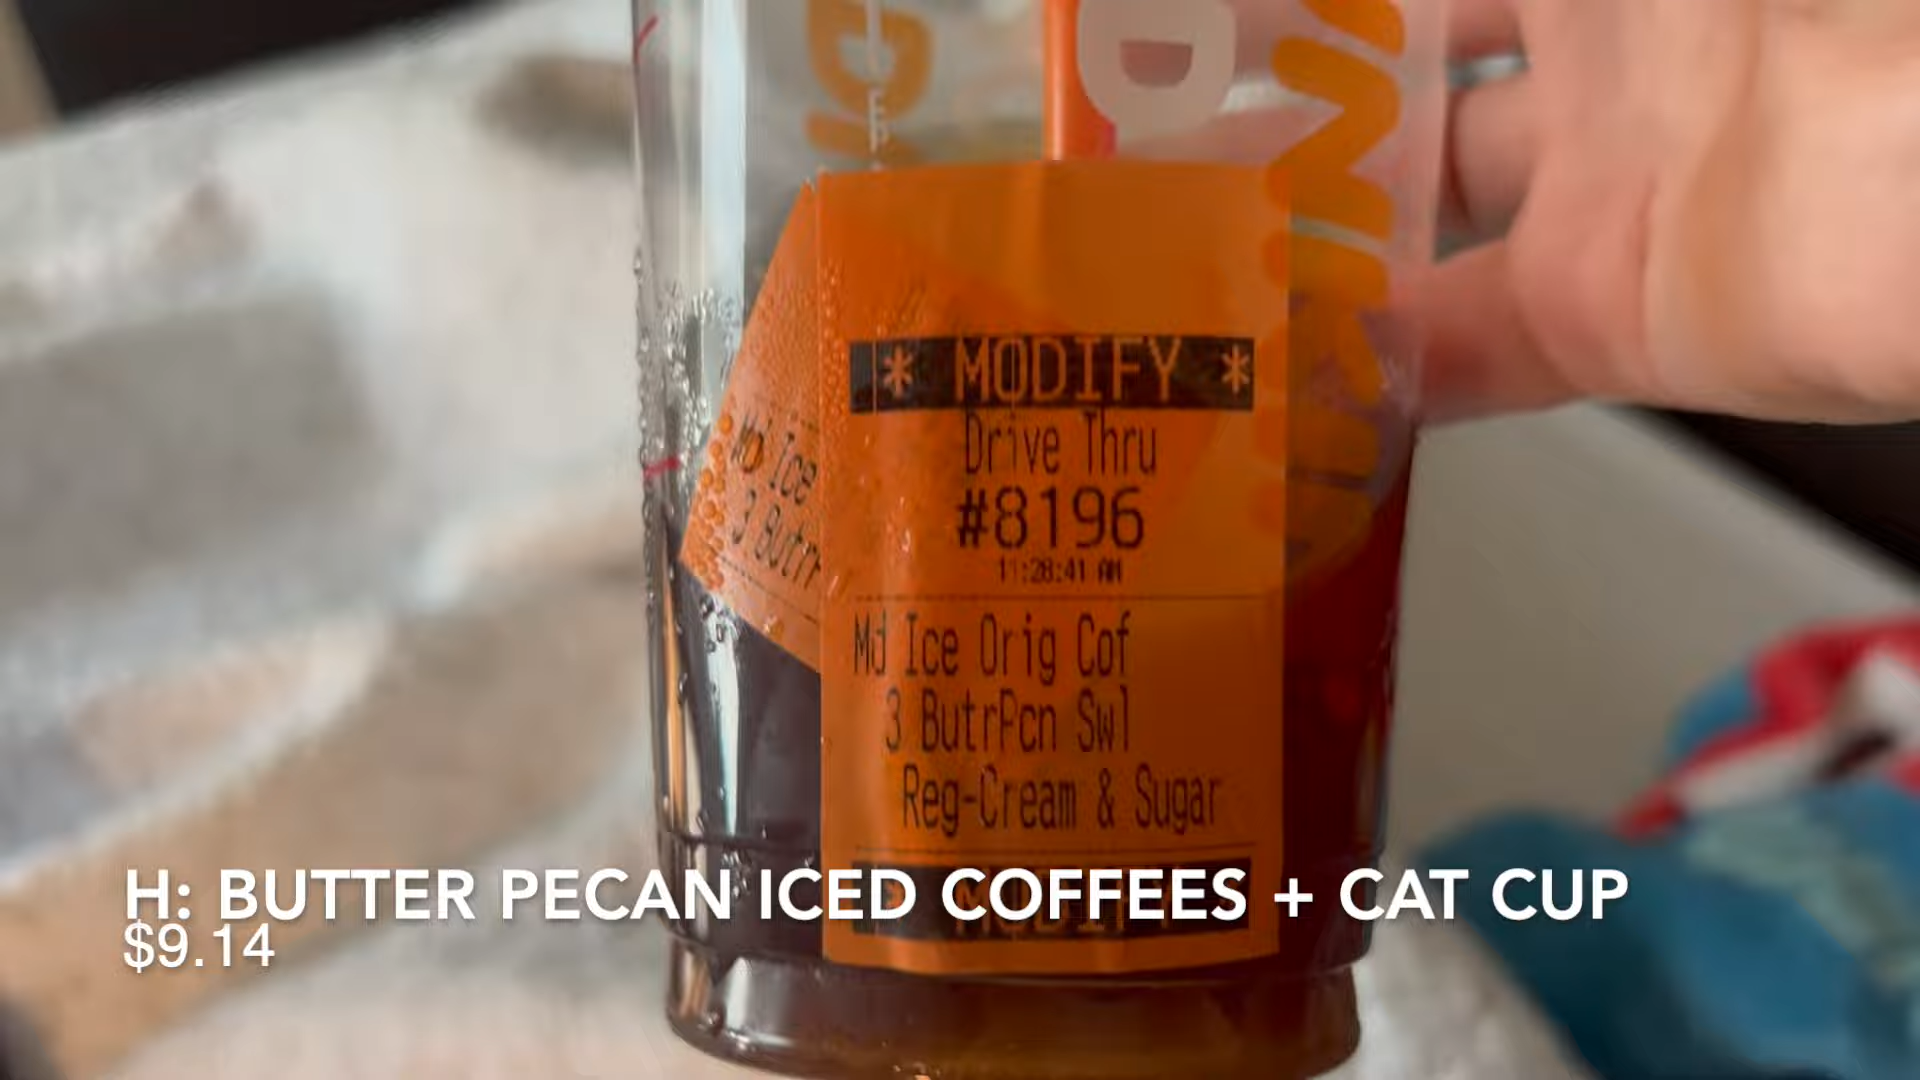 * MODIFY *
Drive Thru
#8196
11:28:41 AM
Md Ice
3 Butr
Md Ice Orig Cof
3 ButrPcn Swl
Reg-Cream & Sugar
* MODIFY *
H: BUTTER PECAN ICED COFFEES + CAT CUP
$9.14